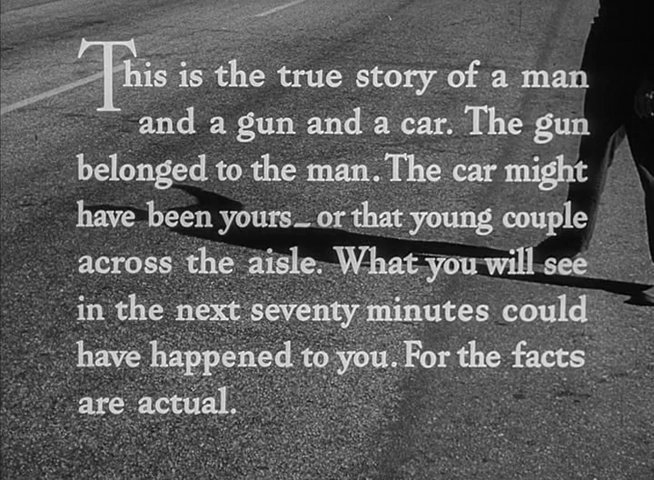 This is the true story of a man
and a gun and a car. The gun
belonged to the man. The car might
have been yours—or that young couple
across the aisle. What you will see
in the next seventy minutes could
have happened to you. For the facts
are actual.